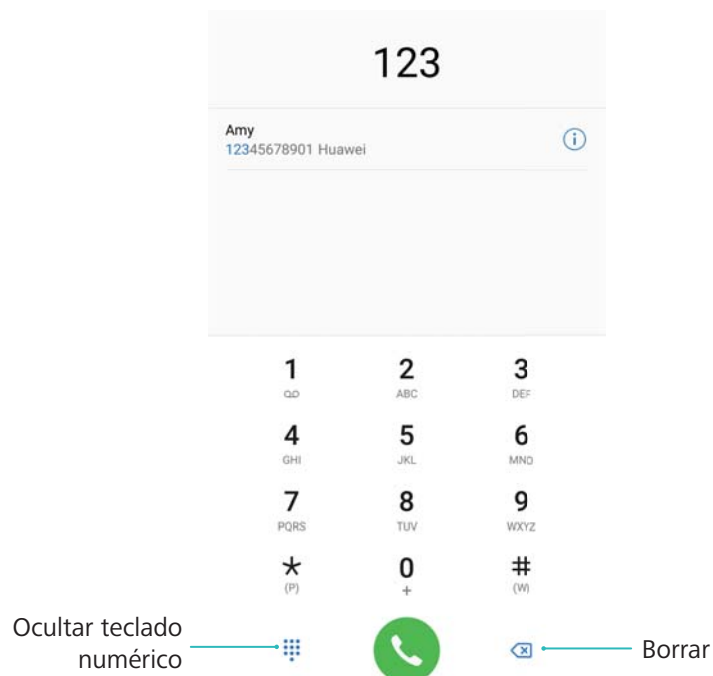 123
Amy
12345678901 Huawei
1 2 3
ABC DEF
4 5 6
GHI JKL MNO
7 8 9
PQRS TUV WXYZ
* 0 #
(P) + (W)
Ocultar teclado
numérico
Borrar